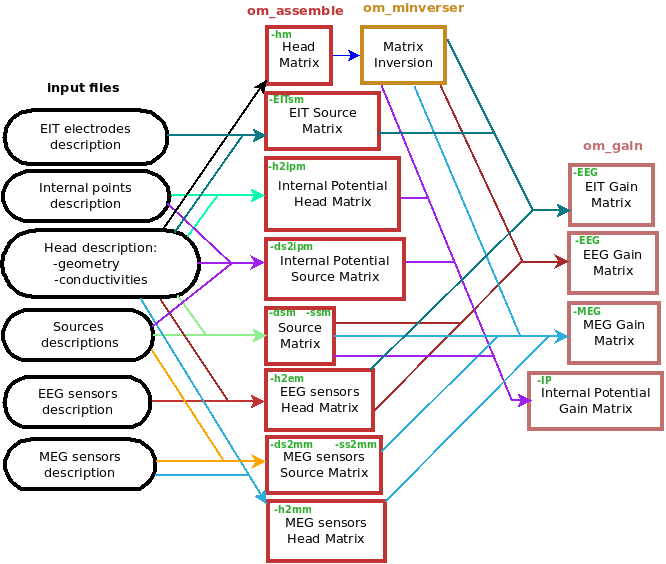 om_assemble
om_minverser
input files
om_gain
EIT electrodes
description
Internal points
description
Head description:
-geometry
-conductivities
Sources
descriptions
EEG sensors
description
MEG sensors
description
-hm
Head
Matrix
-EITsm
EIT Source
Matrix
-h2ipm
Internal Potential
Head Matrix
-ds2ipm
Internal Potential
Source Matrix
-dsm -ssm
Source
Matrix
-h2em
EEG sensors
Head Matrix
-ds2mm -ss2mm
MEG sensors
Source Matrix
-h2mm
MEG sensors
Head Matrix
Matrix
Inversion
-EEG
EIT Gain
Matrix
-EEG
EEG Gain
Matrix
-MEG
MEG Gain
Matrix
-IP
Internal Potential
Gain Matrix